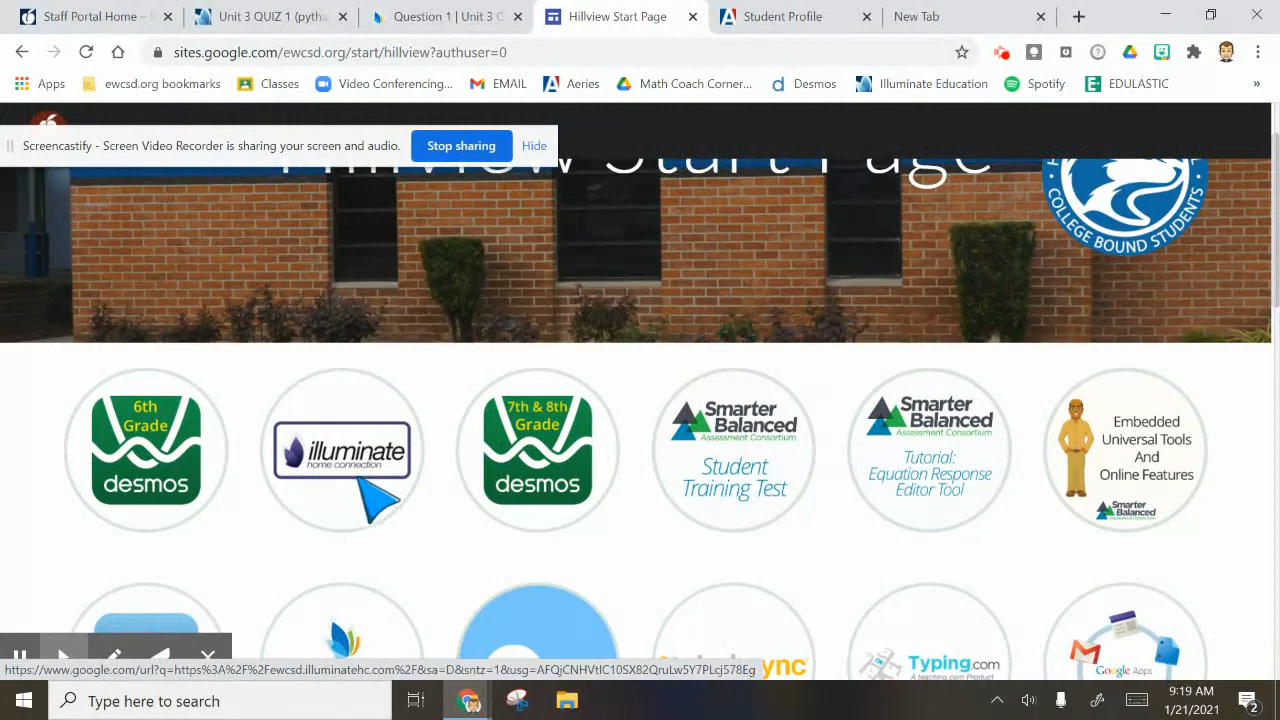 Staff Portal Home –
Unit 3 QUIZ - 1 (pytha
Question 1 | Unit 3 C
Hillview Start Page
Student Profile
New Tab
sites.google.com/ewcsd.org/start/hillview?authuser=0
Apps
ewcsd.org bookmarks
Classes
Video Conferencing...
EMAIL
Aeries
Math Coach Corner...
Desmos
Illuminate Education
Spotify
EDULASTIC
»
Screencastify - Screen Video Recorder is sharing your screen and audio.
Stop sharing
Hide
Hillview Start Page
COLLEGE BOUND STUDENTS
6th
Grade
desmos
illuminate
home connection
7th & 8th
Grade
desmos
Smarter
Balanced
Assessment Consortium
Student
Training Test
Smarter
Balanced
Assessment Consortium
Tutorial:
Equation Response
Editor Tool
Embedded
Universal Tools
And
Online Features
Smarter
Balanced
Typing.com
A teaching.com Product
Google Apps
https://www.google.com/url?q=https%3A%2F%2Fewcsd.illuminatehc.com%2F&sa=D&sntz=1&usg=AFQjCNHVtIC10SX82QruLw5Y7PLcj578Eg
Type here to search
9:19 AM
1/21/2021
2